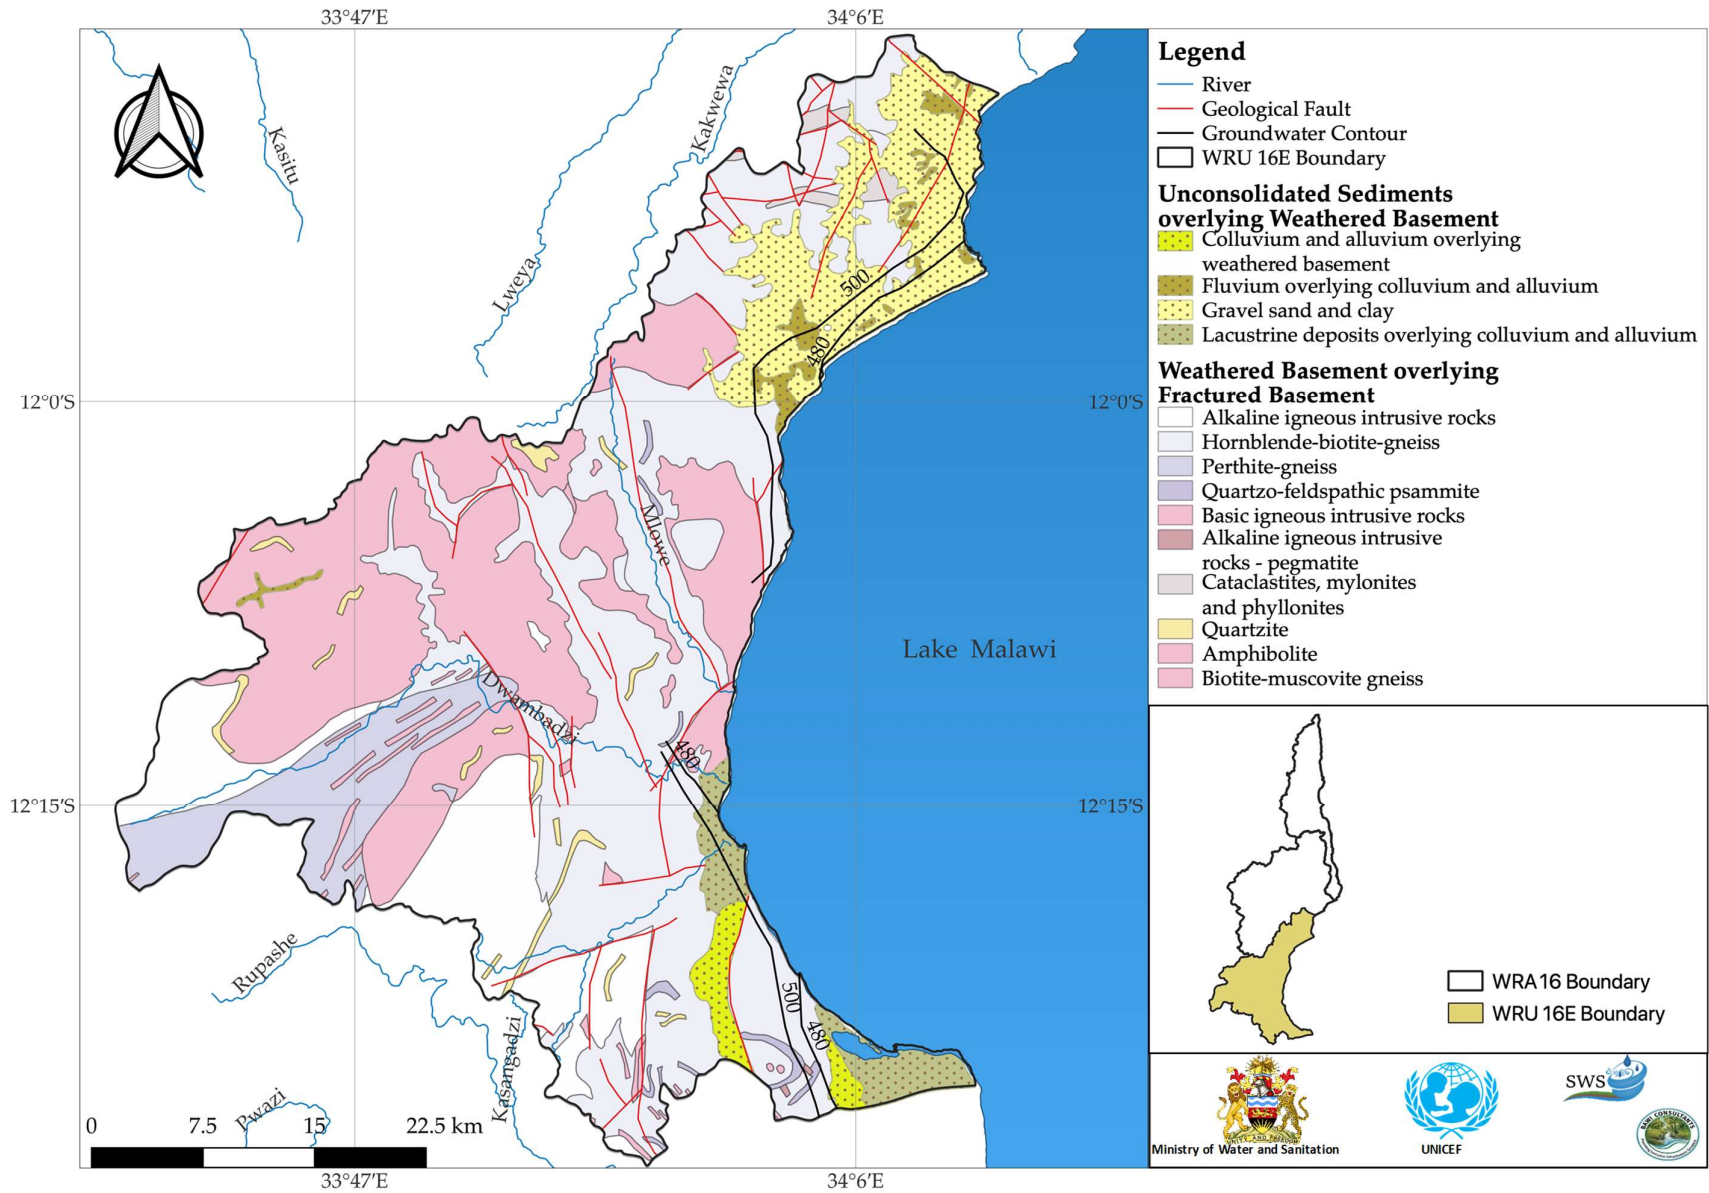 33°47′E
34°6′E
Kasitu
Kakwewa
Lweya
500
480
12°0′S
12°0′S
Mlowe
Lake Malawi
Dwambadzi
480
12°15′S
12°15′S
Rupashe
Kasangadzi
500
480
Pwazi
0
7.5
15
22.5 km
33°47′E
34°6′E
Legend
River
Geological Fault
Groundwater Contour
WRU 16E Boundary
Unconsolidated Sediments
overlying Weathered Basement
Colluvium and alluvium overlying
weathered basement
Fluvium overlying colluvium and alluvium
Gravel sand and clay
Lacustrine deposits overlying colluvium and alluvium
Weathered Basement overlying
Fractured Basement
Alkaline igneous intrusive rocks
Hornblende-biotite-gneiss
Perthite-gneiss
Quartzo-feldspathic psammite
Basic igneous intrusive rocks
Alkaline igneous intrusive
rocks - pegmatite
Cataclastites, mylonites
and phyllonites
Quartzite
Amphibolite
Biotite-muscovite gneiss
WRA 16 Boundary
WRU 16E Boundary
UNITY AND FREEDOM
Ministry of Water and Sanitation
UNICEF
SWS
BAWI CONSULTANTS